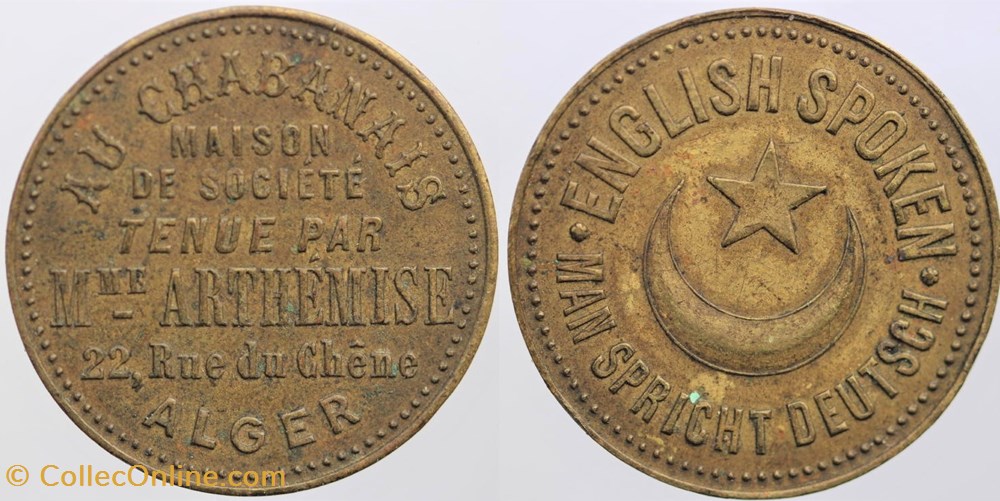 AU CHABANAIS
MAISON
DE SOCIÉTÉ
TENUE PAR
MME ARTHÉMISE
22, Rue du Chêne
ALGER
ENGLISH SPOKEN
MAN SPRICHT DEUTSCH
© CollecOnline.com